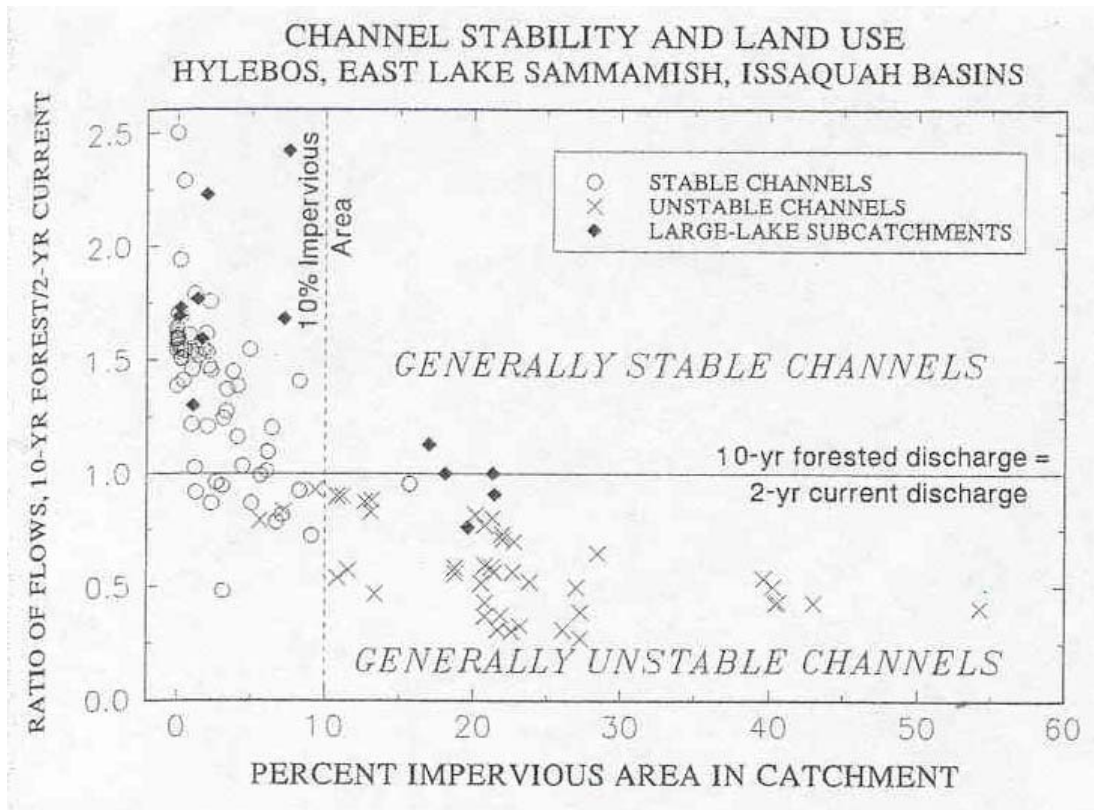 CHANNEL STABILITY AND LAND USE
HYLEBOS, EAST LAKE SAMMAMISH, ISSAQUAH BASINS
RATIO OF FLOWS, 10-YR FOREST/2-YR CURRENT
2.5
2.0
1.5
1.0
0.5
0.0
10% Impervious
Area
STABLE CHANNELS
UNSTABLE CHANNELS
LARGE-LAKE SUBCATCHMENTS
GENERALLY STABLE CHANNELS
10-yr forested discharge =
2-yr current discharge
GENERALLY UNSTABLE CHANNELS
0 10 20 30 40 50 60
PERCENT IMPERVIOUS AREA IN CATCHMENT